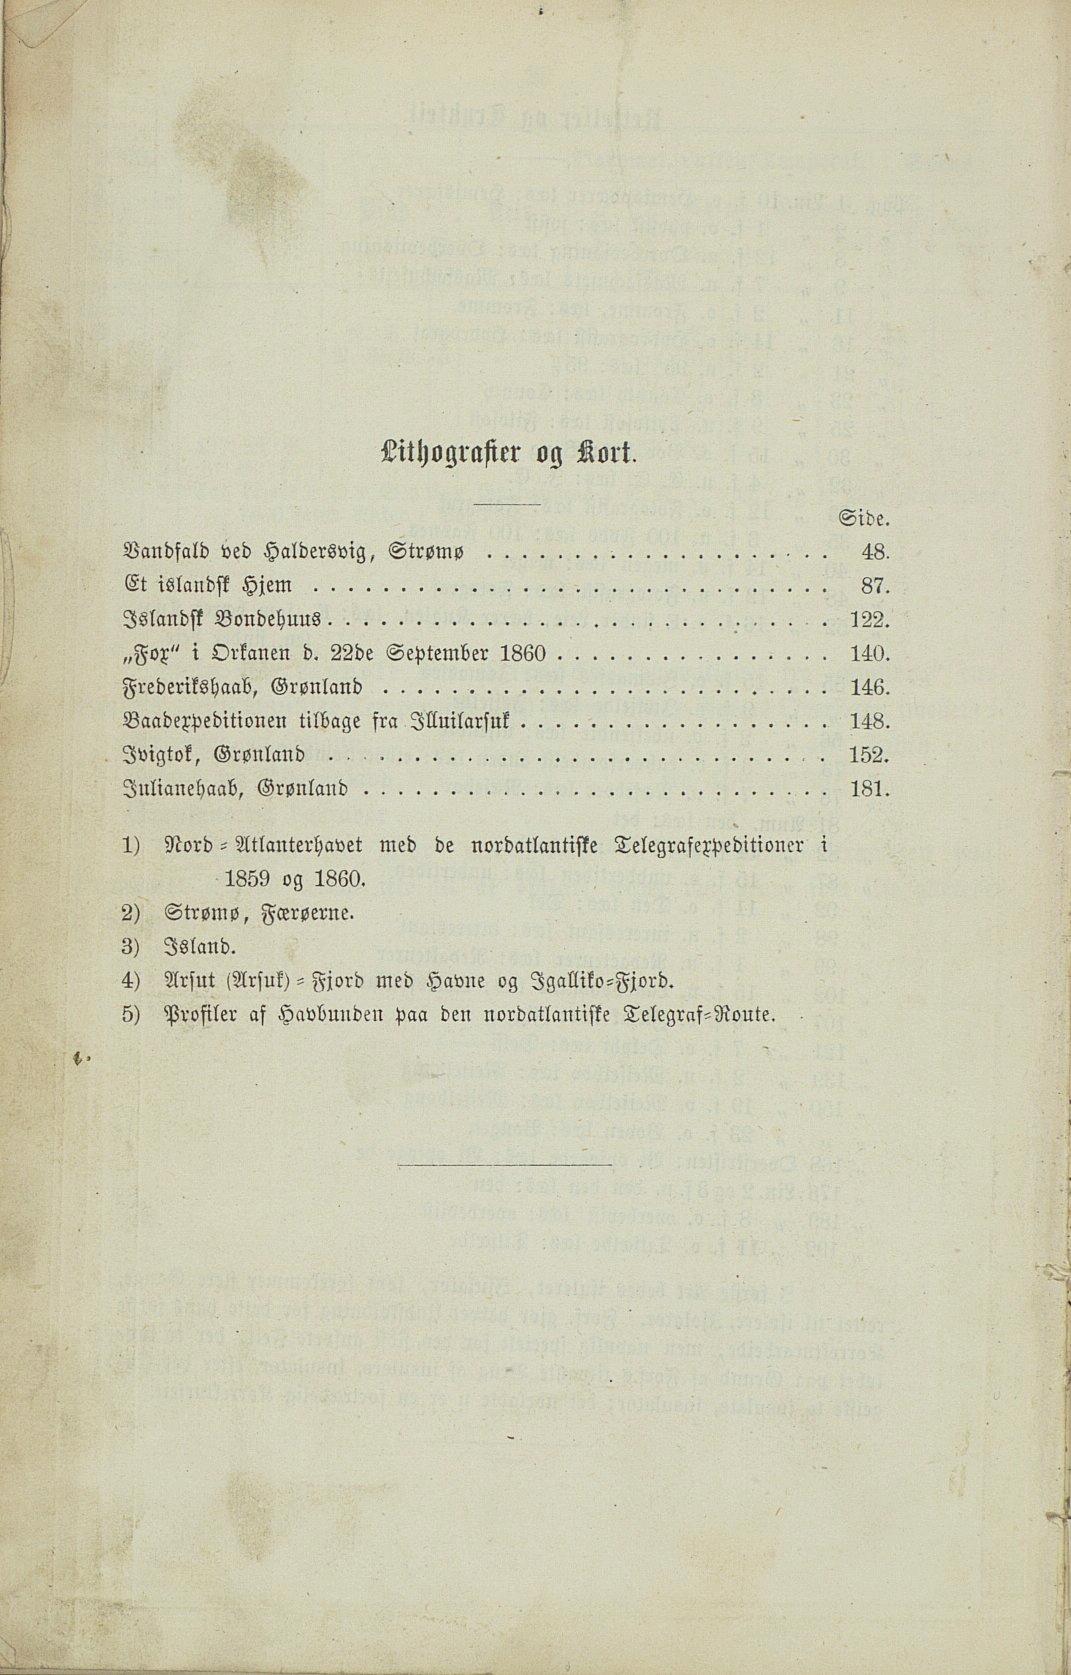 Lithografier og Kort.
Side.
Vandfald ved Haldersvig, Strømø . . . . . . . . . . . . . . . . . . . . . . . . 48.
Et islandsk Hjem . . . . . . . . . . . . . . . . . . . . . . . . . . . . . . . . . . . . 87.
Islandsk Bondehuus. . . . . . . . . . . . . . . . . . . . . . . . . . . . . . . . . . . 122.
„Fox“ i Orkanen d. 22de September 1860 . . . . . . . . . . . . . . . . . . . 140.
Frederikshaab, Grønland . . . . . . . . . . . . . . . . . . . . . . . . . . . . . . . 146.
Baadexpeditionen tilbage fra Illuilarsuk . . . . . . . . . . . . . . . . . . . . . . 148.
Ivigtok, Grønland . . . . . . . . . . . . . . . . . . . . . . . . . . . . . . . . . . . 152.
Julianehaab, Grønland . . . . . . . . . . . . . . . . . . . . . . . . . . . . . . . . . 181.
1) Nord-Atlanterhavet med de nordatlantiske Telegrafexpeditioner i
1859 og 1860.
2) Strømø, Færøerne.
3) Island.
4) Arsut (Arsuk)-Fjord med Havne og Igalliko-Fjord.
5) Profiler af Havbunden paa den nordatlantiske Telegraf-Route.